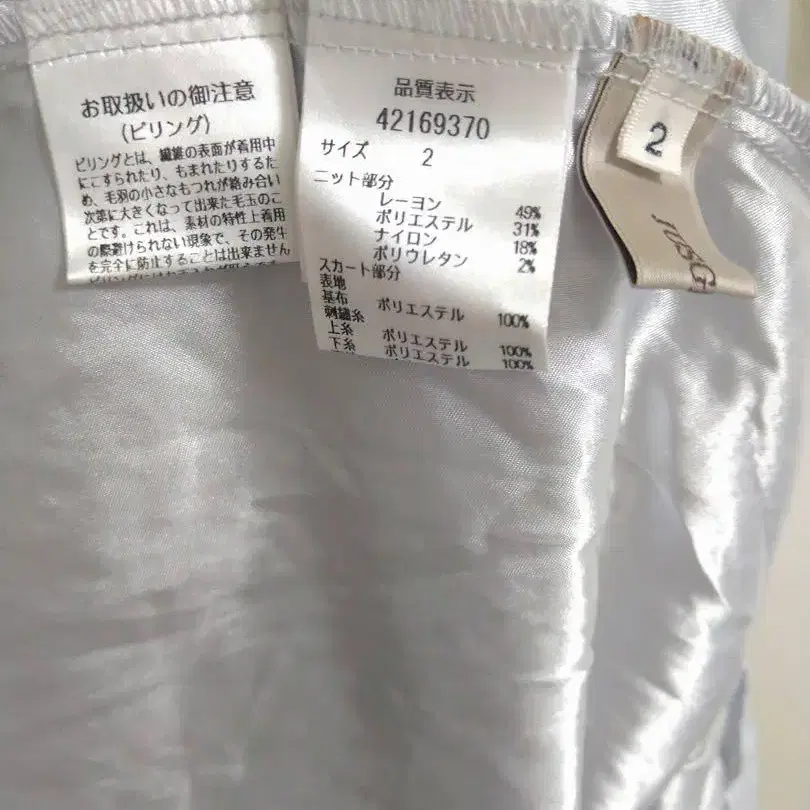 お取扱いの御注意
(ピリング)
ピリングとは、繊維の表面が着用中
にこすられたり、もまれたりするた
め、毛羽の小さなもつれが絡み合い
次第に大きくなって出来た毛玉のこ
とです。これは、素材の特性上着用
の際避けられない現象で、その発生
を完全に防止することは出来ません
品質表示
42169370
サイズ 2
ニット部分
レーヨン 49%
ポリエステル 31%
ナイロン 18%
ポリウレタン 2%
スカート部分
表地
基布 ポリエステル 100%
刺繍糸
上糸 ポリエステル 100%
下糸 ポリエステル 100%
2